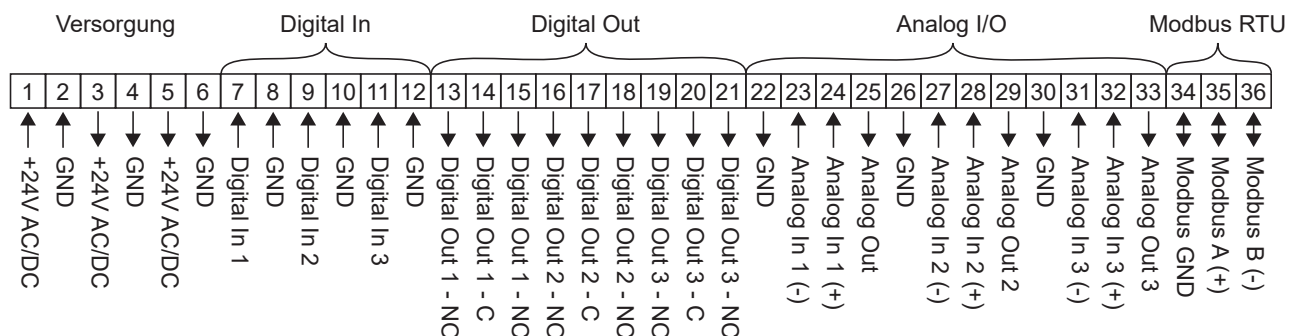 Versorgung
Digital In
Digital Out
Analog I/O
Modbus RTU
1 2 3 4 5 6 7 8 9 10 11 12 13 14 15 16 17 18 19 20 21 22 23 24 25 26 27 28 29 30 31 32 33 34 35 36
+24V AC/DC
GND
+24V AC/DC
GND
+24V AC/DC
GND
Digital In 1
GND
Digital In 2
GND
Digital In 3
GND
Digital Out 1 -
Digital Out 1 - C
Digital Out 1 -
Digital Out 2 -
Digital Out 2 - C
Digital Out 2 -
Digital Out 3 -
Digital Out 3 - C
Digital Out 3 -
GND
Analog In 1 (-)
Analog In 1 (+)
Analog Out
GND
Analog In 2 (-)
Analog In 2 (+)
Analog Out 2
GND
Analog In 3 (-)
Analog In 3 (+)
Analog Out 3
Modbus GND
Modbus A (+)
Modbus B (-)